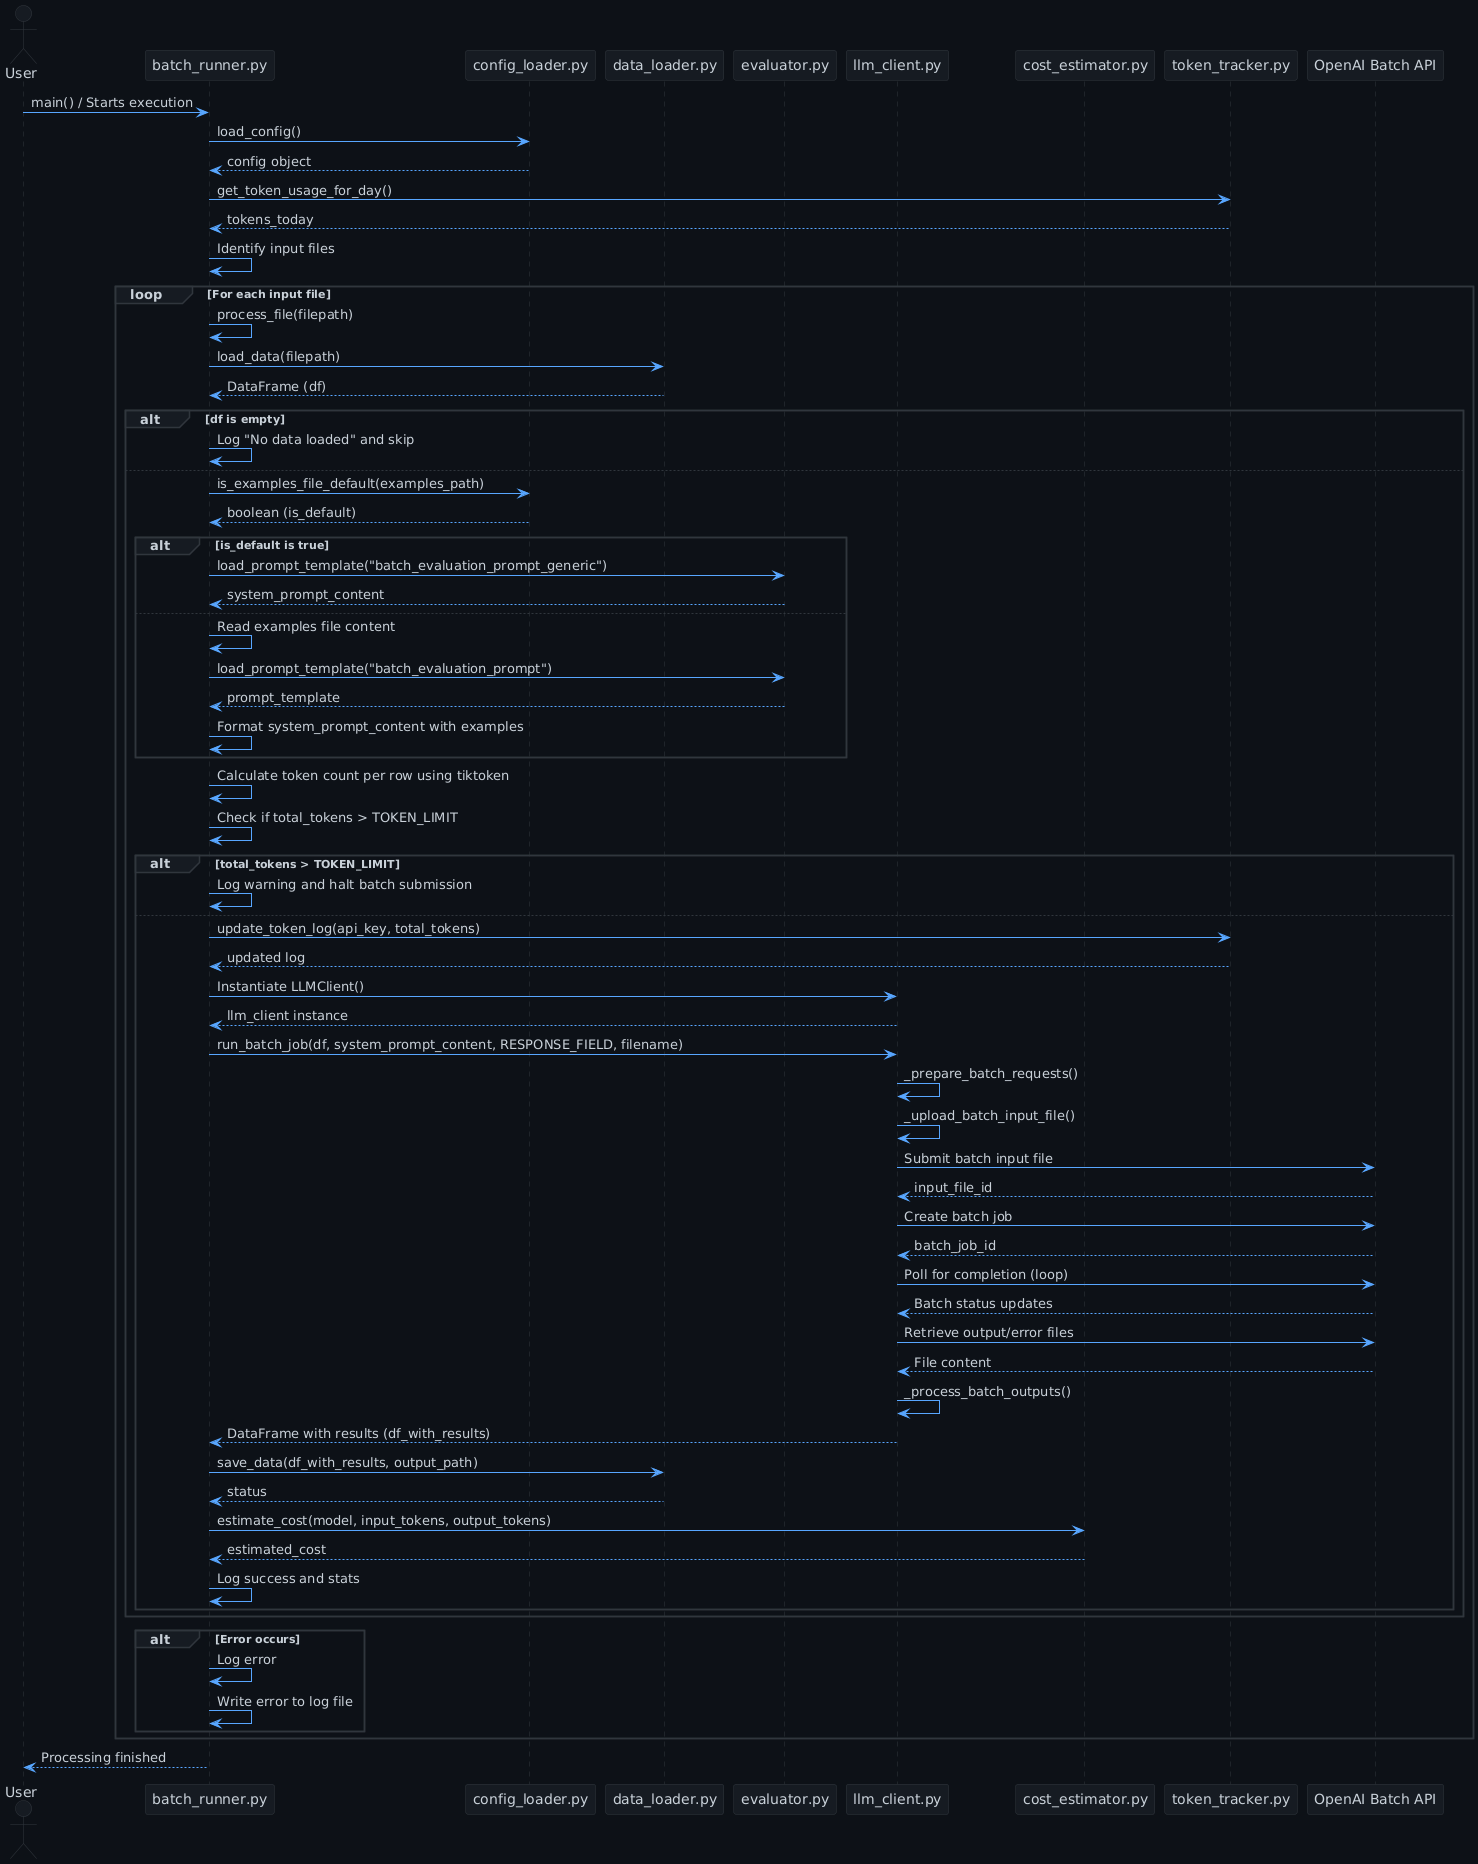 User
batch_runner.py
config_loader.py
data_loader.py
evaluator.py
llm_client.py
cost_estimator.py
token_tracker.py
OpenAI Batch API
main() / Starts execution
load_config()
config object
get_token_usage_for_day()
tokens_today
Identify input files
loop [For each input file]
process_file(filepath)
load_data(filepath)
DataFrame (df)
alt [df is empty]
Log "No data loaded" and skip
is_examples_file_default(examples_path)
boolean (is_default)
alt [is_default is true]
load_prompt_template("batch_evaluation_prompt_generic")
system_prompt_content
Read examples file content
load_prompt_template("batch_evaluation_prompt")
prompt_template
Format system_prompt_content with examples
Calculate token count per row using tiktoken
Check if total_tokens > TOKEN_LIMIT
alt [total_tokens > TOKEN_LIMIT]
Log warning and halt batch submission
update_token_log(api_key, total_tokens)
updated log
Instantiate LLMClient()
llm_client instance
run_batch_job(df, system_prompt_content, RESPONSE_FIELD, filename)
_prepare_batch_requests()
_upload_batch_input_file()
Submit batch input file
input_file_id
Create batch job
batch_job_id
Poll for completion (loop)
Batch status updates
Retrieve output/error files
File content
_process_batch_outputs()
DataFrame with results (df_with_results)
save_data(df_with_results, output_path)
status
estimate_cost(model, input_tokens, output_tokens)
estimated_cost
Log success and stats
alt [Error occurs]
Log error
Write error to log file
Processing finished
User
batch_runner.py
config_loader.py
data_loader.py
evaluator.py
llm_client.py
cost_estimator.py
token_tracker.py
OpenAI Batch API